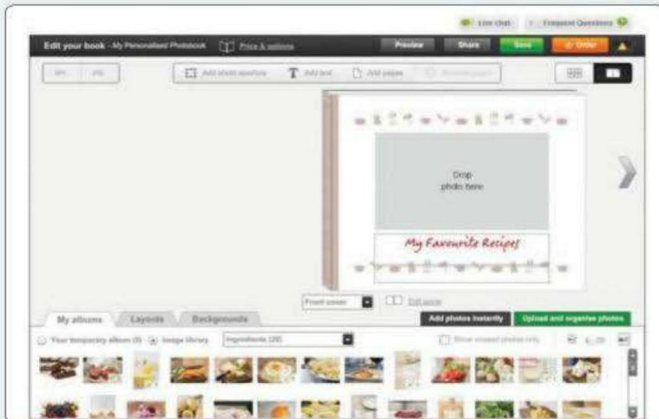 Live Chat ? Frequent Questions
Edit your book - My Personalised Photobook Price & options Preview Share Save Order
Add photo aperture Add text Add pages
Drop
photo here
My Favourite Recipes
Front cover Edit cover
My albums Layouts Backgrounds Add photos instantly Upload and organise photos
Your temporary album (0) Image library Ingredients (20) Show unused photos only